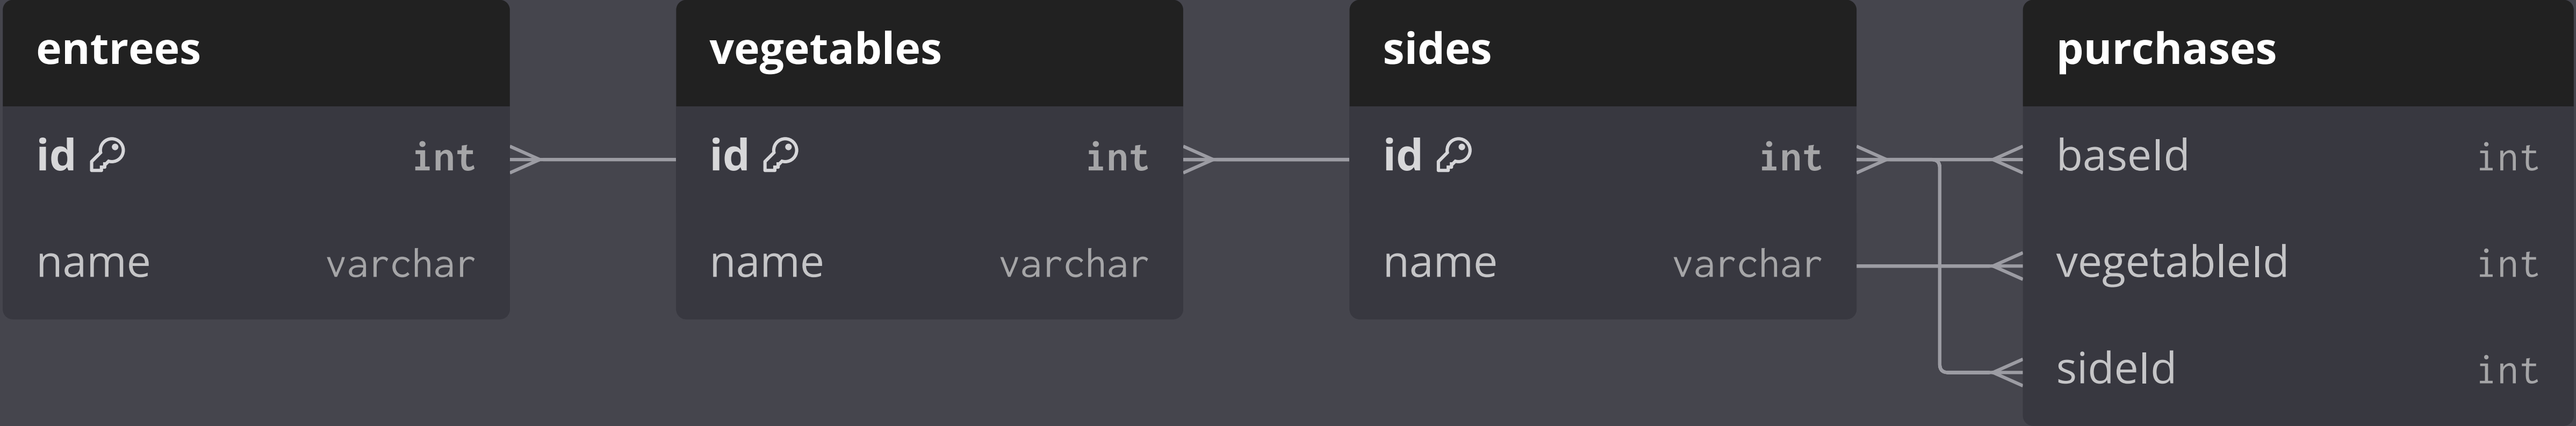 entrees
id int
name varchar
vegetables
id int
name varchar
sides
id int
name varchar
purchases
baseId int
vegetableId int
sideId int